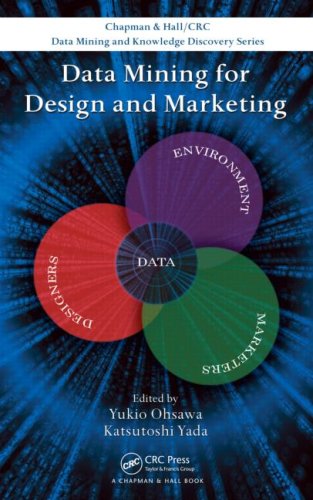 Chapman & Hall/CRC
Data Mining and Knowledge Discovery Series
Data Mining for
Design and Marketing
ENVIRONMENT
DESIGNERS
DATA
MARKETERS
Edited by
Yukio Ohsawa
Katsutoshi Yada
CRC
CRC Press
Taylor & Francis Group
A CHAPMAN & HALL BOOK